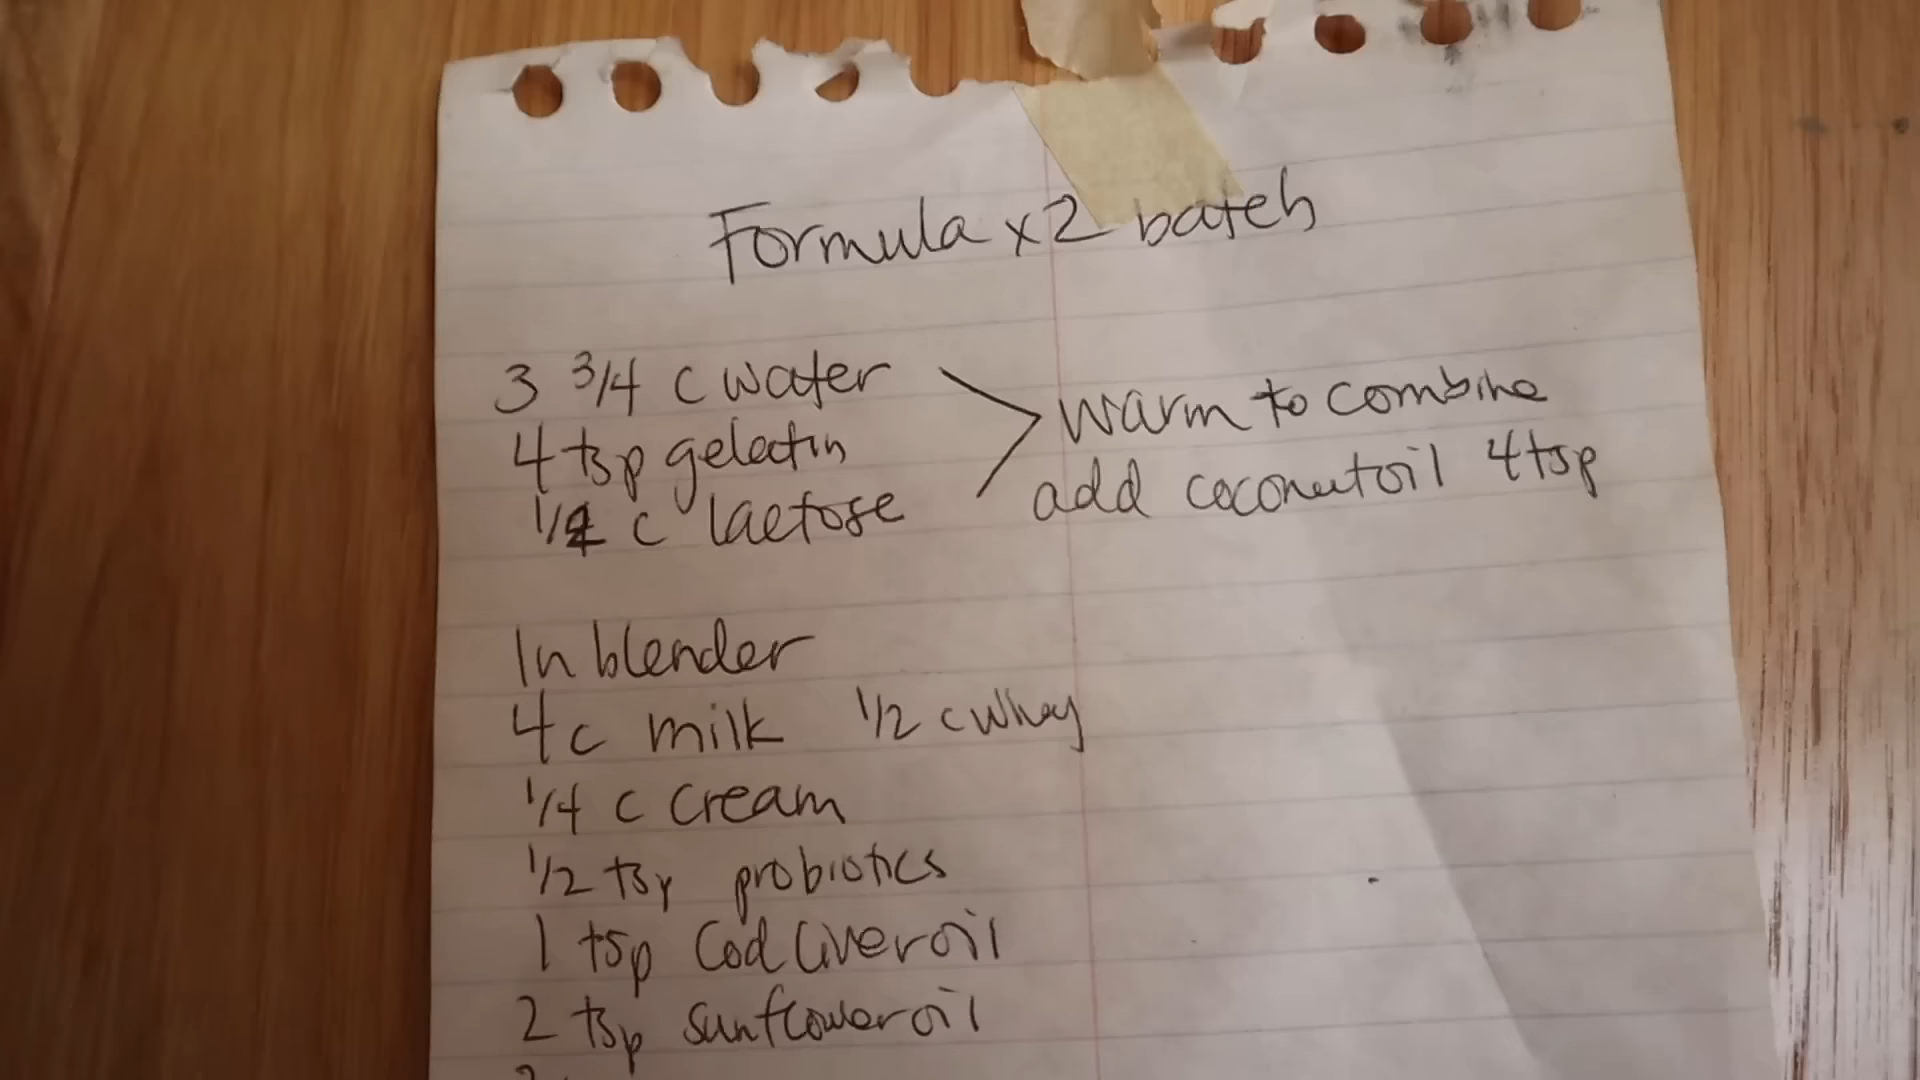 Formula x2 batch
3 3/4 c water
4 tsp gelatin
1/4 c lactose
warm to combine
add coconut oil 4 tsp
In blender
4 c milk 1/2 c whey
1/4 c cream
1/2 tsp probiotics
1 tsp Cod liver oil
2 tsp sunflower oil